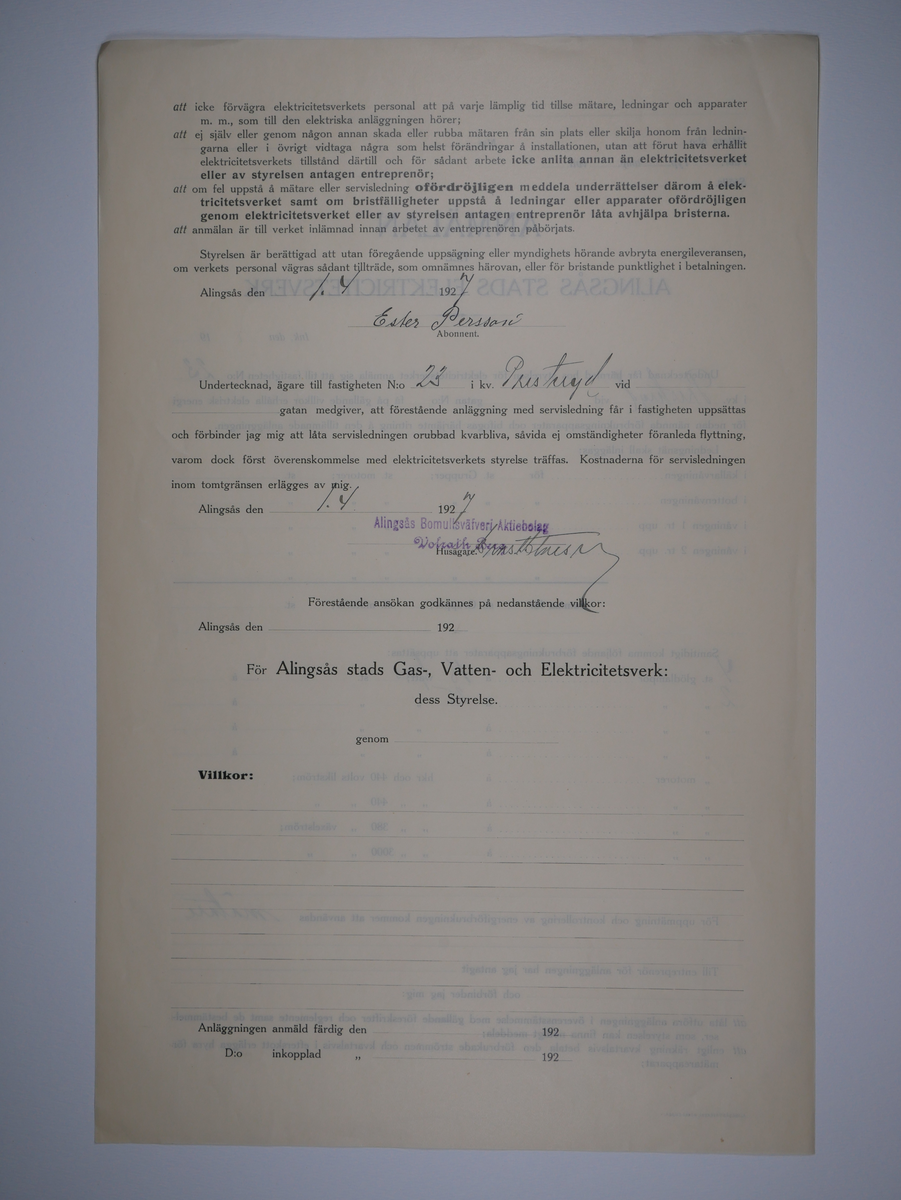 att icke förvägra elektricitetsverkets personal att på varje lämplig tid tillse mätare, ledningar och apparater
m. m., som till den elektriska anläggningen hörer;
att ej själv eller genom någon annan skada eller rubba mätaren från sin plats eller skilja honom från lednin-
garna eller i övrigt vidtaga några som helst förändringar å installationen, utan att förut hava erhållit
elektricitetsverkets tillstånd därtill och för sådant arbete icke anlita annan än elektricitetsverket
eller av styrelsen antagen entreprenör;
att om fel uppstå å mätare eller servisledning ofördröjligen meddela underrättelser därom å elek-
tricitetsverket samt om bristfälligheter uppstå å ledningar eller apparater ofördröjligen
genom elektricitetsverket eller av styrelsen antagen entreprenör låta avhjälpa bristerna.
att anmälan är till verket inlämnad innan arbetet av entreprenören påbörjats.
Styrelsen är berättigad att utan föregående uppsägning eller myndighets hörande avbryta energileveransen,
om verkets personal vägras sådant tillträde, som omnämnes härovan, eller för bristande punktlighet i betalningen.
Alingsås den 1. 4 1927
Ester Persson
Abonnent.
Undertecknad, ägare till fastigheten N:o 23 i kv. Prästryd vid
gatan medgiver, att förestående anläggning med servisledning får i fastigheten uppsättas
och förbinder jag mig att låta servisledningen orubbad kvarbliva, såvida ej omständigheter föranleda flyttning,
varom dock först överenskommelse med elektricitetsverkets styrelse träffas. Kostnaderna för servisledningen
inom tomtgränsen erlägges av mig.
Alingsås den 1. 4 1927
Alingsås Bomullsväfveri Aktiebolag
Husägare.
Förestående ansökan godkännes på nedanstående villkor:
Alingsås den 192
För Alingsås stads Gas-, Vatten- och Elektricitetsverk:
dess Styrelse.
genom
Villkor:
Anläggningen anmäld färdig den 192
D:o inkopplad „ 192